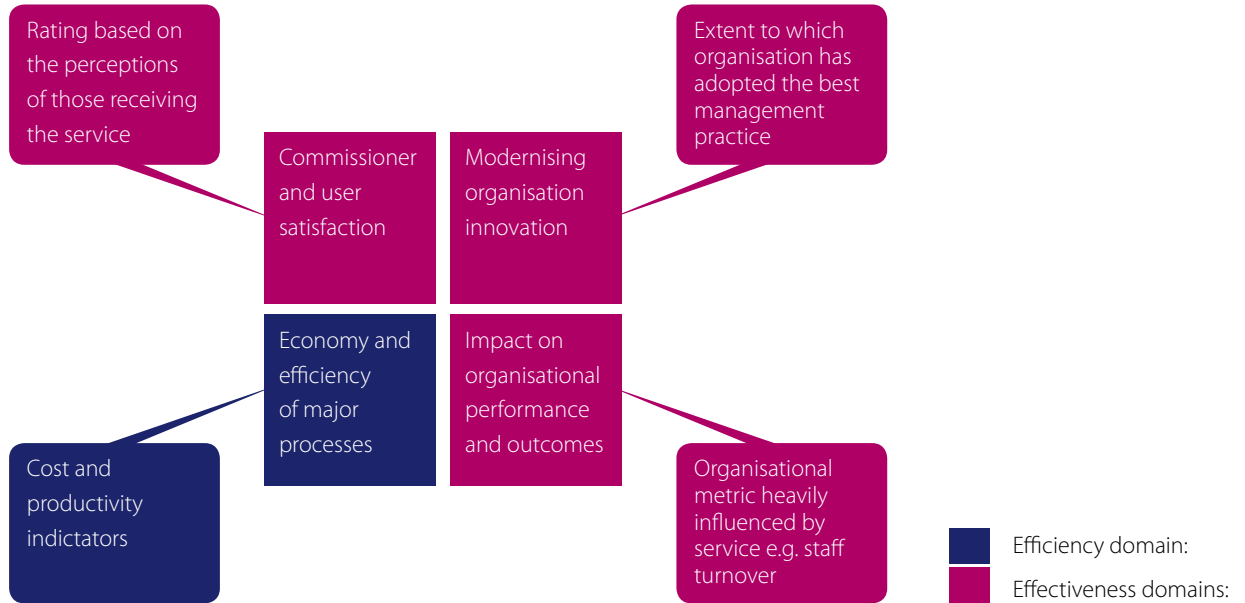 Rating based on
the perceptions
of those receiving
the service
Extent to which
organisation has
adopted the best
management
practice
Commissioner
and user
satisfaction
Modernising
organisation
innovation
Economy and
efficiency
of major
processes
Impact on
organisational
performance
and outcomes
Cost and
productivity
indictators
Organisational
metric heavily
influenced by
service e.g. staff
turnover
Efficiency domain:
Effectiveness domains: